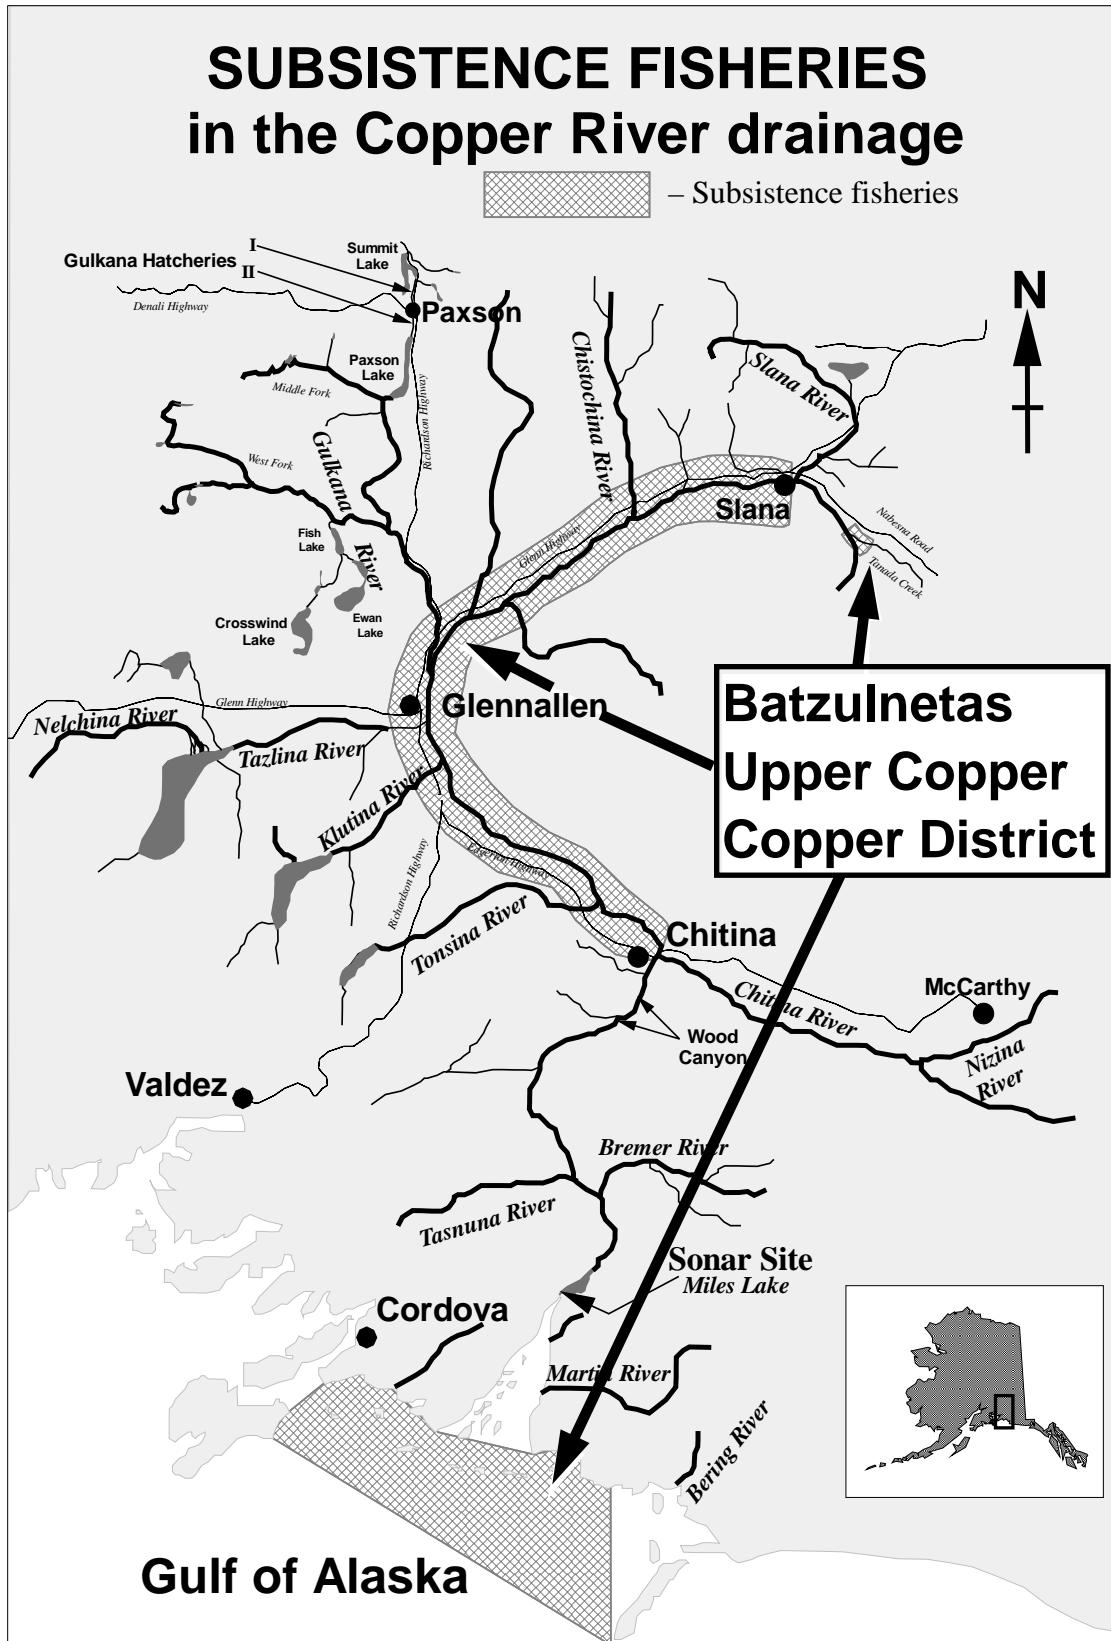 SUBSISTENCE FISHERIES
in the Copper River drainage
– Subsistence fisheries
I
Gulkana Hatcheries
II
Summit
Lake
Denali Highway
Paxson
N
Paxson
Lake
Middle Fork
Richardson Highway
Chistochina River
Slana River
Gulkana
River
West Fork
Slana
Nabesna Road
Tanada Creek
Fish
Lake
Glenn Highway
Ewan
Lake
Crosswind
Lake
Glenn Highway
Nelchina River
Glennallen
Tazlina River
Batzulnetas
Upper Copper
Copper District
Klutina River
Edgerton Highway
Richardson Highway
Tonsina River
Chitina
Chitina River
McCarthy
Wood
Canyon
Nizina
River
Valdez
Bremer River
Tasnuna River
Sonar Site
Miles Lake
Cordova
Martin River
Bering River
Gulf of Alaska